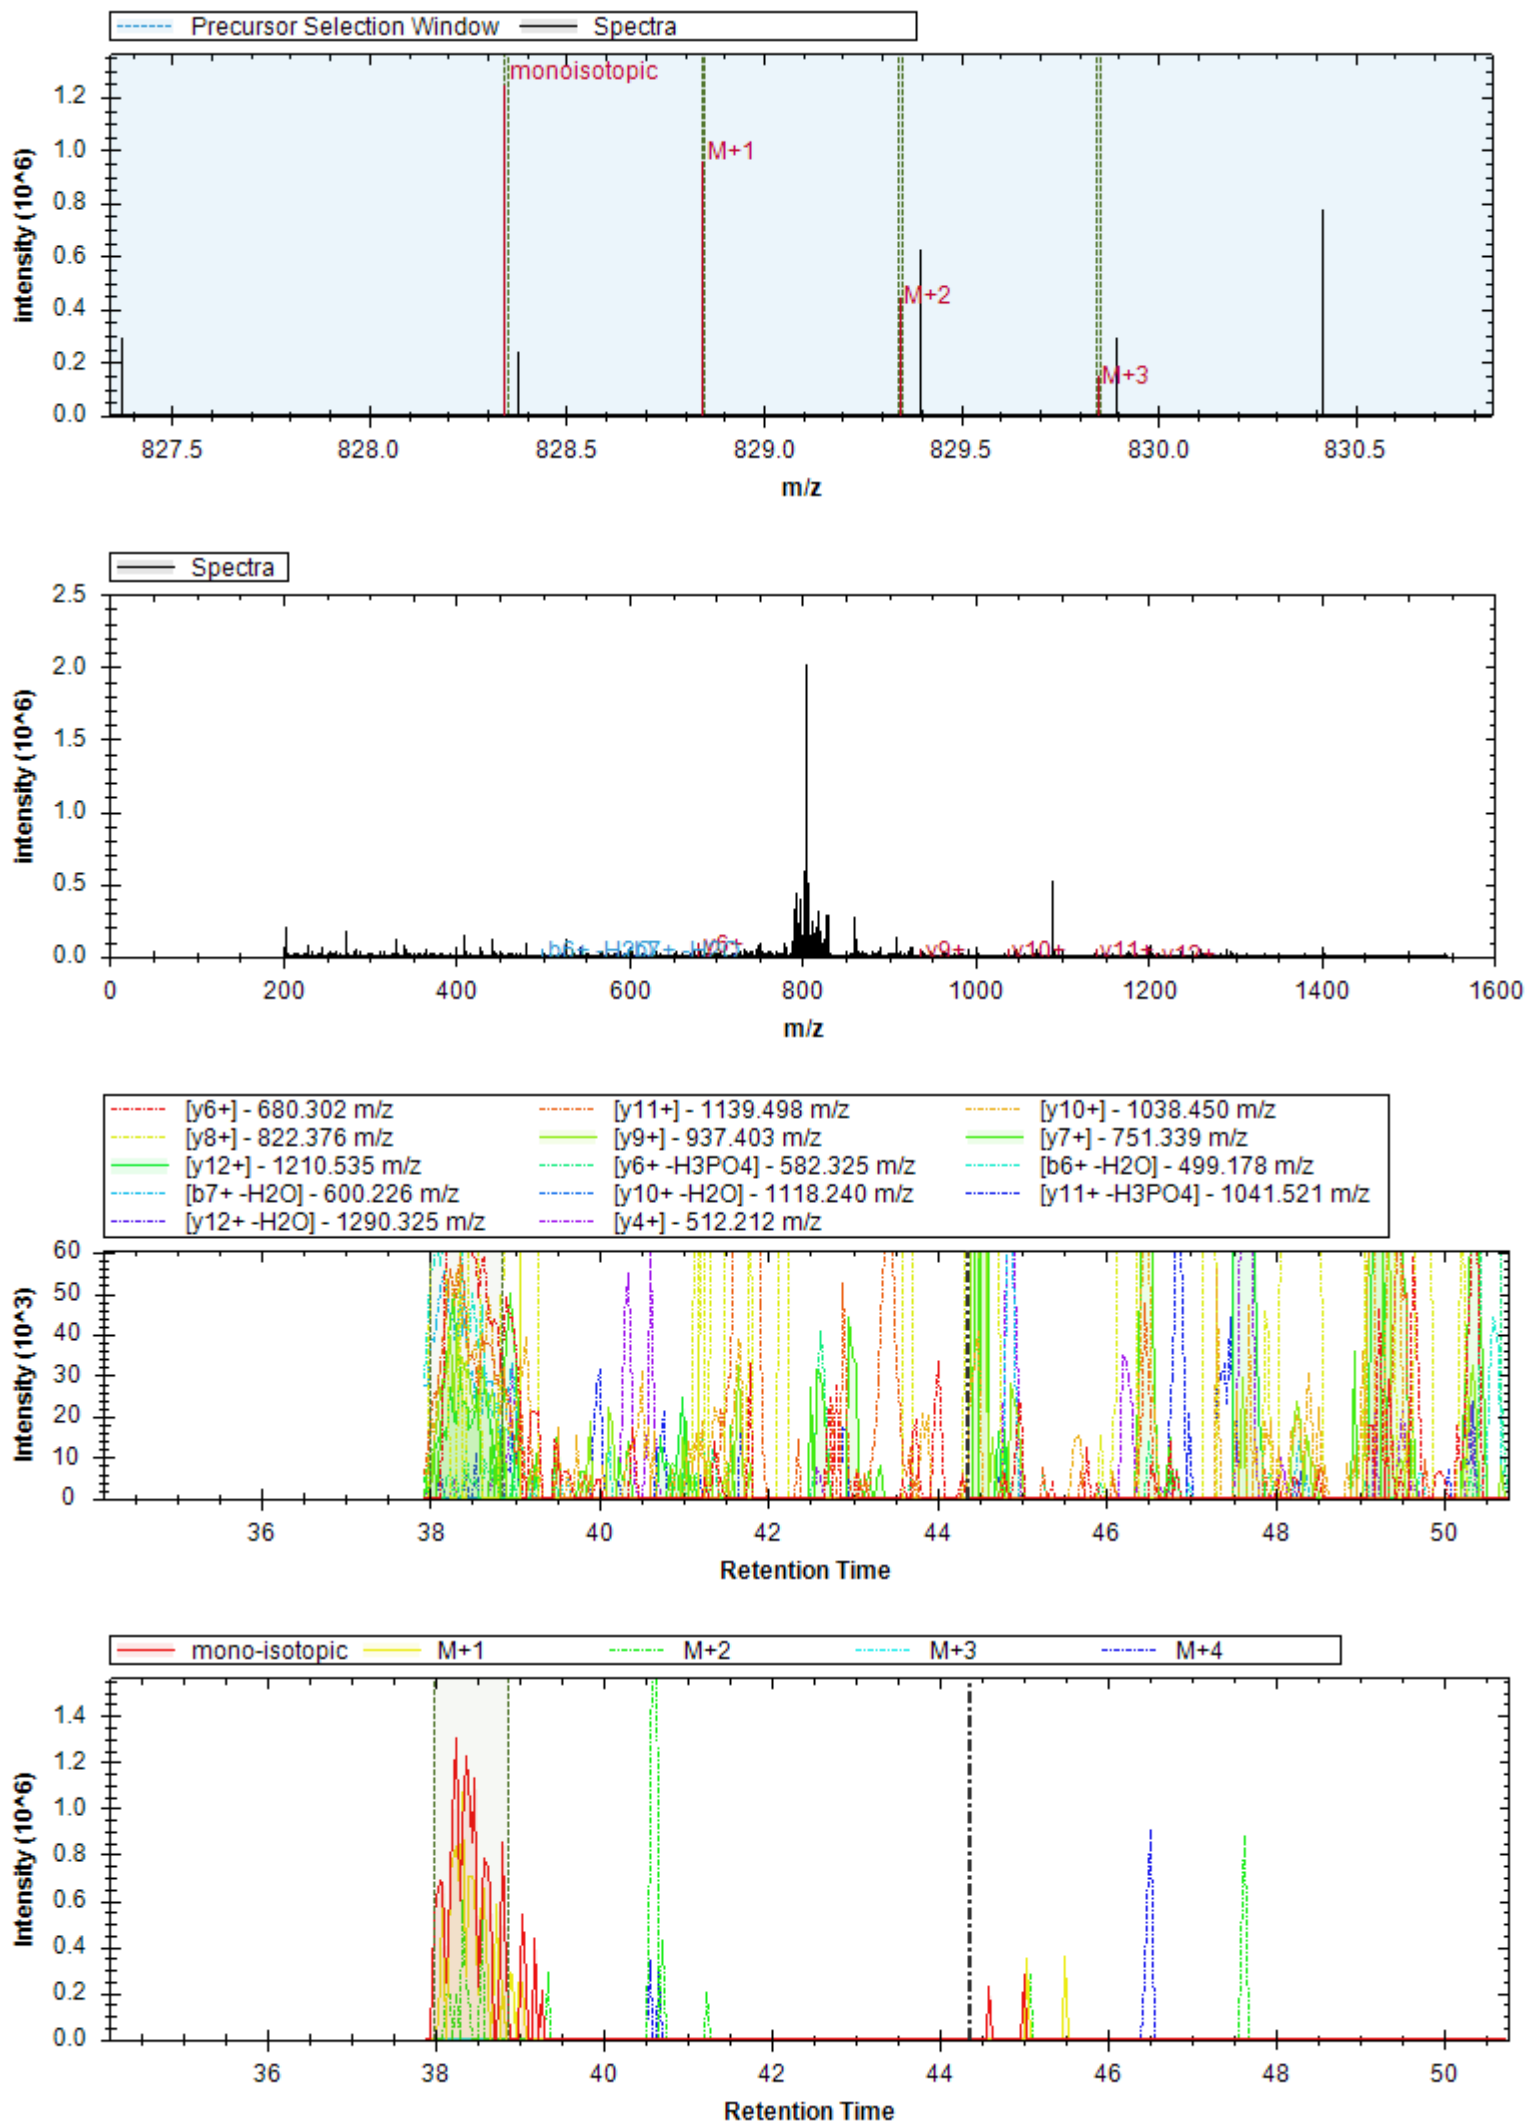 Precursor Selection Window Spectra
monoisotopic
M+1
M+2
M+3
1.2
1.0
0.8
0.6
0.4
0.2
0.0
intensity (10^6)
827.5 828.0 828.5 829.0 829.5 830.0 830.5
m/z
Spectra
2.5
2.0
1.5
1.0
0.5
0.0
intensity (10^6)
y9+ y10+ y11+
0 200 400 600 800 1000 1200 1400 1600
m/z
[y6+] - 680.302 m/z [y11+] - 1139.498 m/z [y10+] - 1038.450 m/z
[y8+] - 822.376 m/z [y9+] - 937.403 m/z [y7+] - 751.339 m/z
[y12+] - 1210.535 m/z [y6+ -H3PO4] - 582.325 m/z [b6+ -H2O] - 499.178 m/z
[b7+ -H2O] - 600.226 m/z [y10+ -H2O] - 1118.240 m/z [y11+ -H3PO4] - 1041.521 m/z
[y12+ -H2O] - 1290.325 m/z [y4+] - 512.212 m/z
60
50
40
30
20
10
0
Intensity (10^3)
36 38 40 42 44 46 48 50
Retention Time
mono-isotopic M+1 M+2 M+3 M+4
1.4
1.2
1.0
0.8
0.6
0.4
0.2
0.0
Intensity (10^6)
36 38 40 42 44 46 48 50
Retention Time